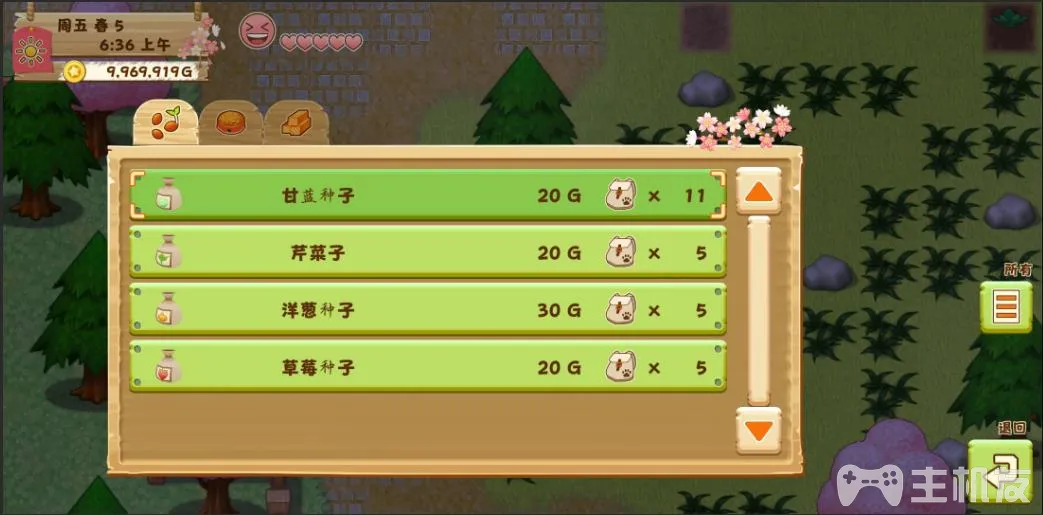 周五 春 5
6:36 上午
9,969,919G
甘蓝种子 20 G × 11
芹菜子 20 G × 5
洋葱种子 30 G × 5
草莓种子 20 G × 5
所有
退回
主机友